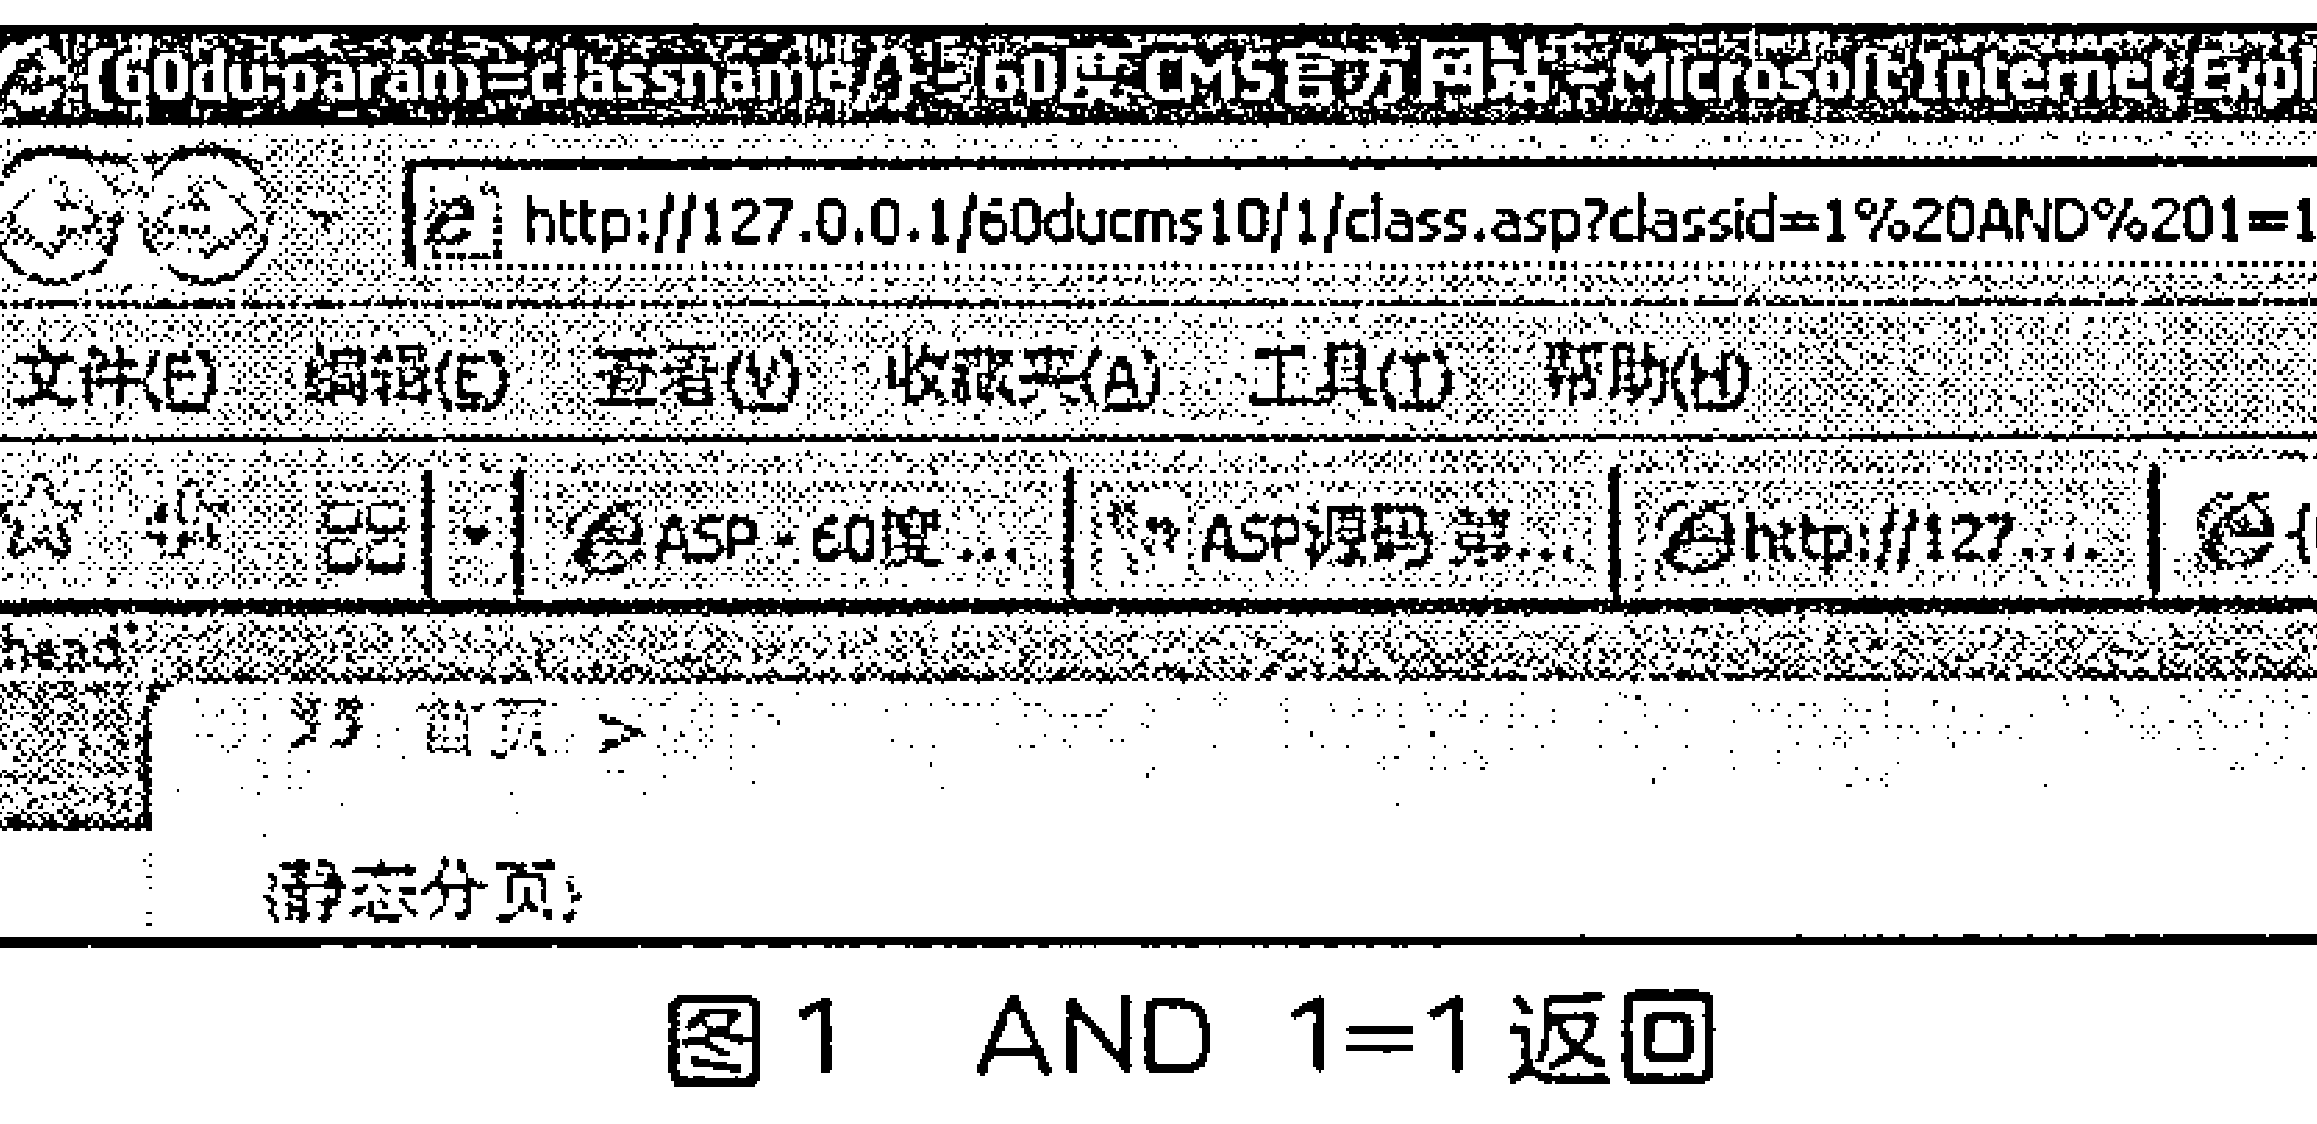 {60du:param=classname/} - 60度CMS官方网站 - Microsoft Internet Expl
http://127.0.0.1/60ducms10/1/class.asp?classid=1%20AND%201=1
文件(F) 编辑(E) 查看(V) 收藏夹(A) 工具(T) 帮助(H)
ASP - 60度 ... ASP源码 ... http://127.... {
head
首页 >
{静态分页}
图1 AND 1=1返回